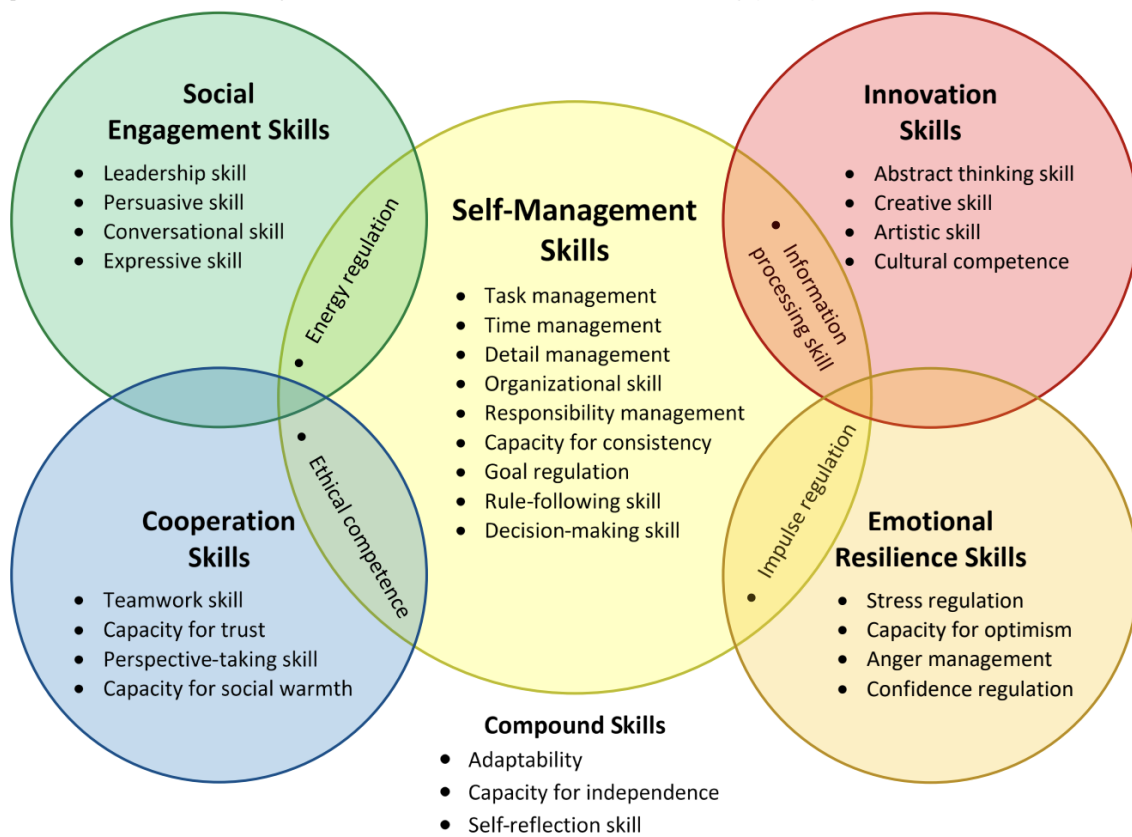 Social
Engagement Skills
• Leadership skill
• Persuasive skill
• Conversational skill
• Expressive skill
• Energy regulation
Self-Management
Skills
• Task management
• Time management
• Detail management
• Organizational skill
• Responsibility management
• Capacity for consistency
• Goal regulation
• Rule-following skill
• Decision-making skill
Innovation
Skills
• Abstract thinking skill
• Creative skill
• Artistic skill
• Cultural competence
• Information
processing skill
Cooperation
Skills
• Teamwork skill
• Capacity for trust
• Perspective-taking skill
• Capacity for social warmth
• Ethical competence
• Impulse regulation
Emotional
Resilience Skills
• Stress regulation
• Capacity for optimism
• Anger management
• Confidence regulation
Compound Skills
• Adaptability
• Capacity for independence
• Self-reflection skill